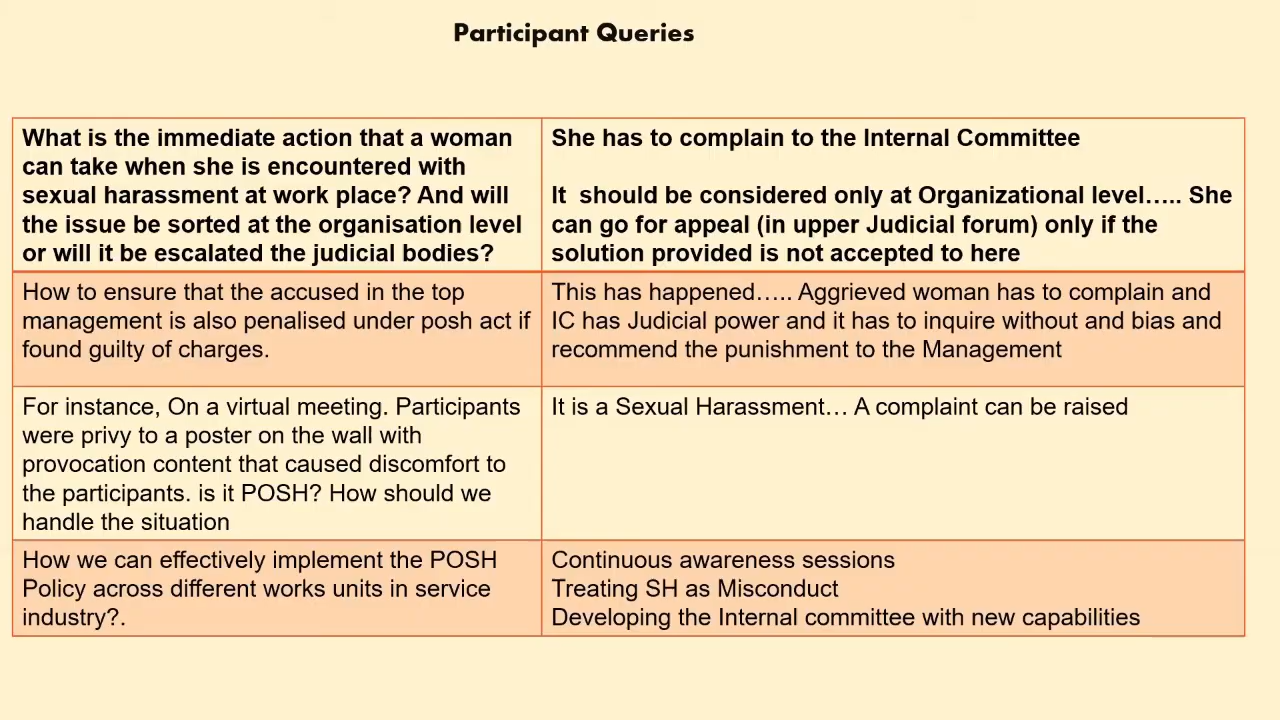 Participant Queries
What is the immediate action that a woman
can take when she is encountered with
sexual harassment at work place? And will
the issue be sorted at the organisation level
or will it be escalated the judicial bodies?
She has to complain to the Internal Committee
It should be considered only at Organizational level….. She
can go for appeal (in upper Judicial forum) only if the
solution provided is not accepted to here
How to ensure that the accused in the top
management is also penalised under posh act if
found guilty of charges.
This has happened….. Aggrieved woman has to complain and
IC has Judicial power and it has to inquire without and bias and
recommend the punishment to the Management
For instance, On a virtual meeting. Participants
were privy to a poster on the wall with
provocation content that caused discomfort to
the participants. is it POSH? How should we
handle the situation
It is a Sexual Harassment… A complaint can be raised
How we can effectively implement the POSH
Policy across different works units in service
industry?.
Continuous awareness sessions
Treating SH as Misconduct
Developing the Internal committee with new capabilities